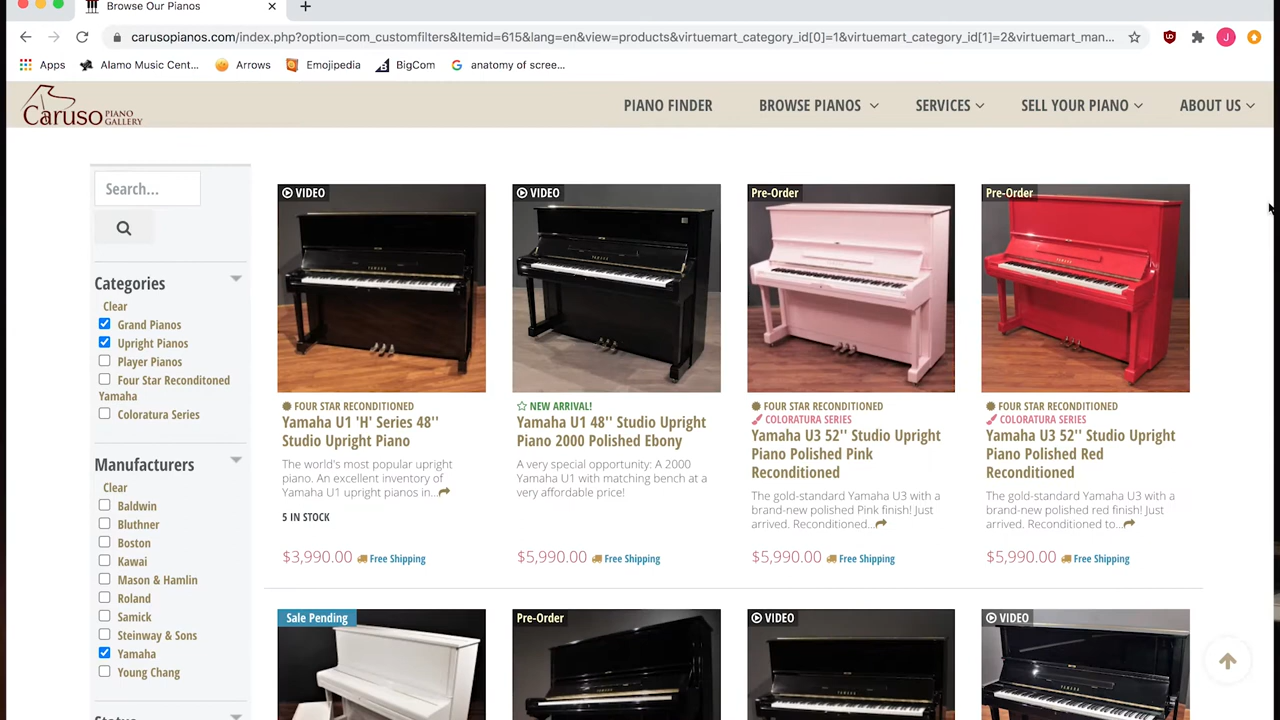 Browse Our Pianos
carusopianos.com/index.php?option=com_customfilters&Itemid=615&lang=en&view=products&virtuemart_category_id[0]=1&virtuemart_category_id[1]=2&virtuemart_man...
J
Apps
Alamo Music Cent...
Arrows
Emojipedia
BigCom
anatomy of scree...
Caruso PIANO GALLERY
PIANO FINDER
BROWSE PIANOS
SERVICES
SELL YOUR PIANO
ABOUT US
Search...
Categories
Clear
Grand Pianos
Upright Pianos
Player Pianos
Four Star Reconditoned
Yamaha
Coloratura Series
Manufacturers
Clear
Baldwin
Bluthner
Boston
Kawai
Mason & Hamlin
Roland
Samick
Steinway & Sons
Yamaha
Young Chang
VIDEO
YAMAHA
FOUR STAR RECONDITIONED
Yamaha U1 'H' Series 48''
Studio Upright Piano
The world's most popular upright
piano. An excellent inventory of
Yamaha U1 upright pianos in...
5 IN STOCK
$3,990.00 Free Shipping
VIDEO
YAMAHA
NEW ARRIVAL!
Yamaha U1 48'' Studio Upright
Piano 2000 Polished Ebony
A very special opportunity: A 2000
Yamaha U1 with matching bench at a
very affordable price!
$5,990.00 Free Shipping
Pre-Order
YAMAHA
FOUR STAR RECONDITIONED
COLORATURA SERIES
Yamaha U3 52'' Studio Upright
Piano Polished Pink
Reconditioned
The gold-standard Yamaha U3 with a
brand-new polished Pink finish! Just
arrived. Reconditioned...
$5,990.00 Free Shipping
Pre-Order
YAMAHA
FOUR STAR RECONDITIONED
COLORATURA SERIES
Yamaha U3 52'' Studio Upright
Piano Polished Red
Reconditioned
The gold-standard Yamaha U3 with a
brand-new polished red finish! Just
arrived. Reconditioned to...
$5,990.00 Free Shipping
Sale Pending
Pre-Order
YAMAHA
VIDEO
YAMAHA
VIDEO
YAMAHA